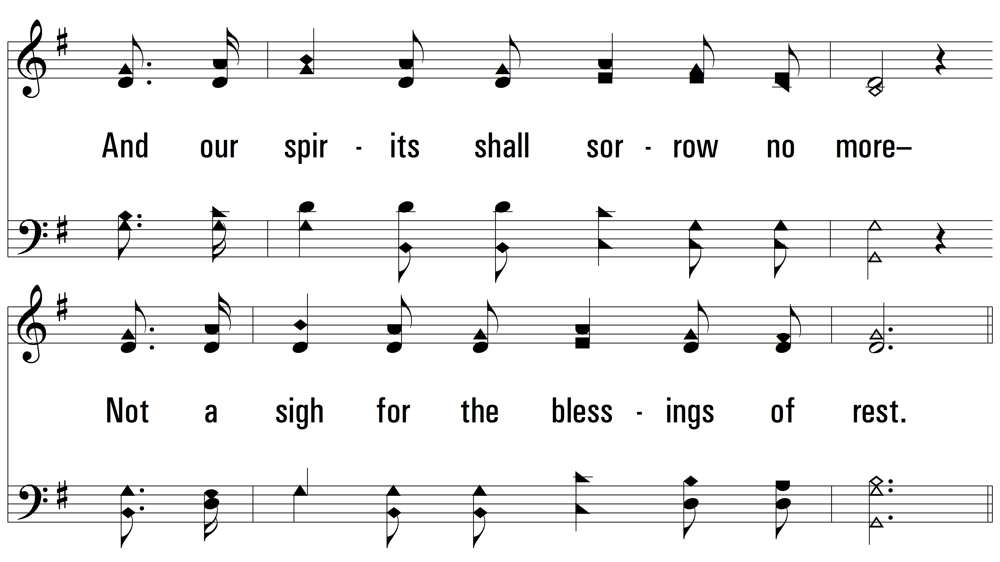 And our spir - its shall sor - row no more–
Not a sigh for the bless - ings of rest.